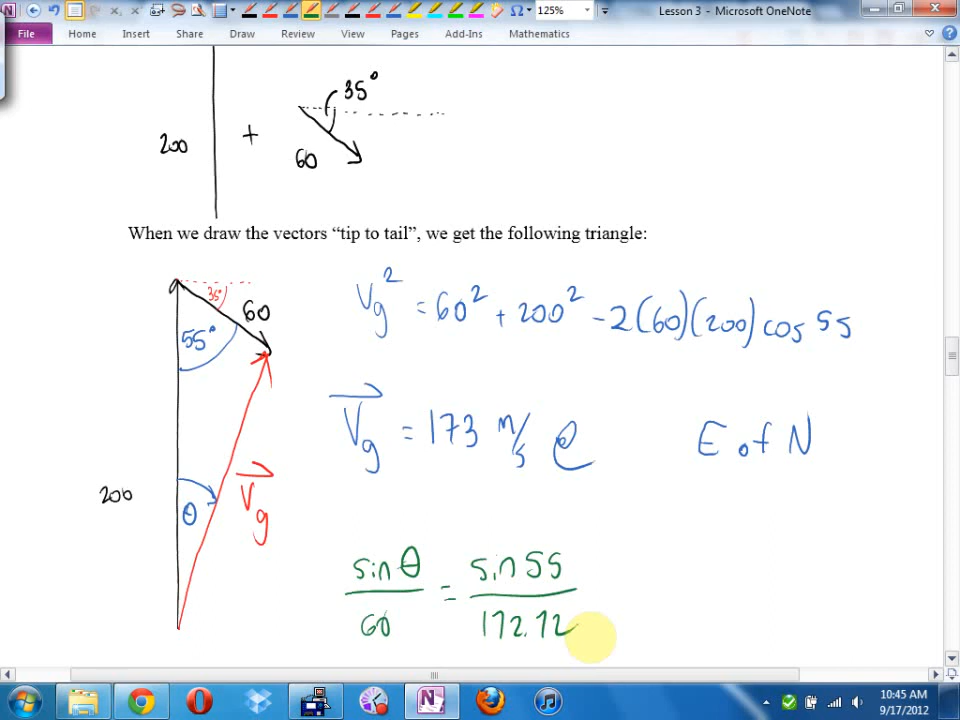 125%
Lesson 3 - Microsoft OneNote
File Home Insert Share Draw Review View Pages Add-Ins Mathematics
35°
200 + 60
When we draw the vectors “tip to tail”, we get the following triangle:
35° 60
55°
Vg² = 60² + 200² - 2(60)(200) cos 55
Vg = 173 m/s @ E of N
200
θ
Vg
sin θ / 60 = sin 55 / 172.72
10:45 AM
9/17/2012